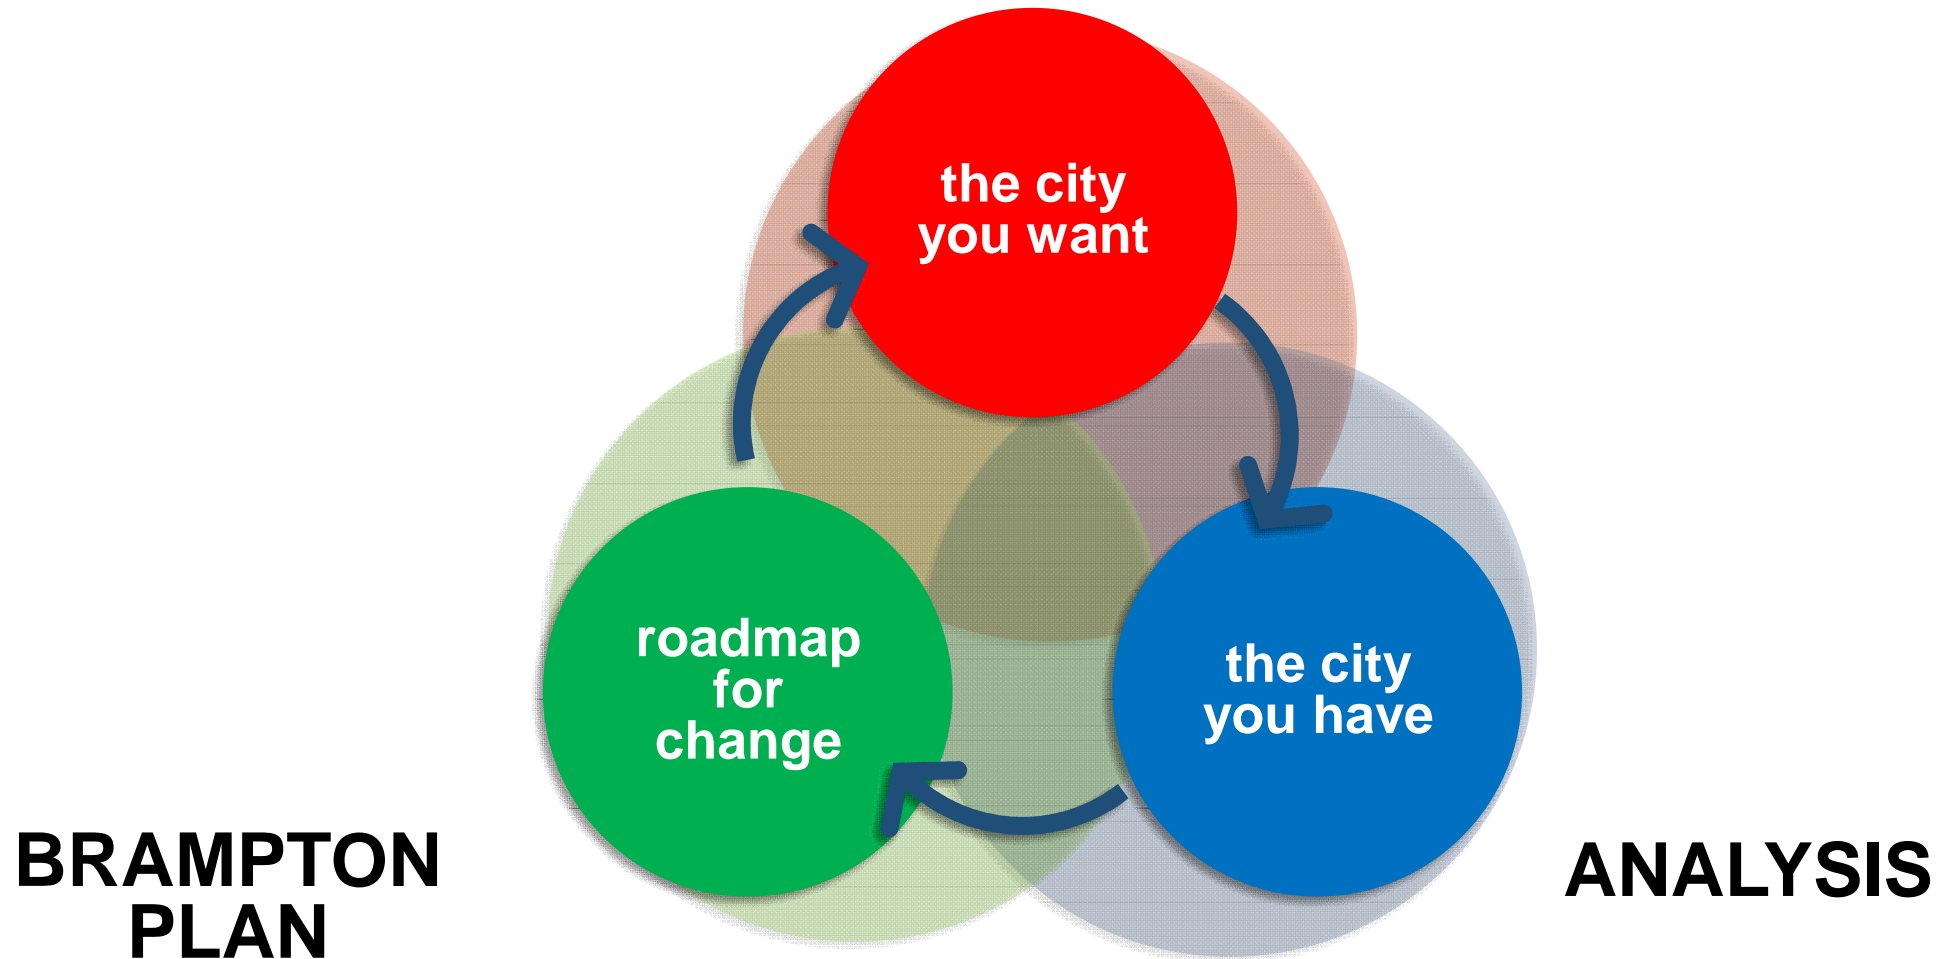 the city
you want
roadmap
for
change
the city
you have
BRAMPTON
PLAN
ANALYSIS